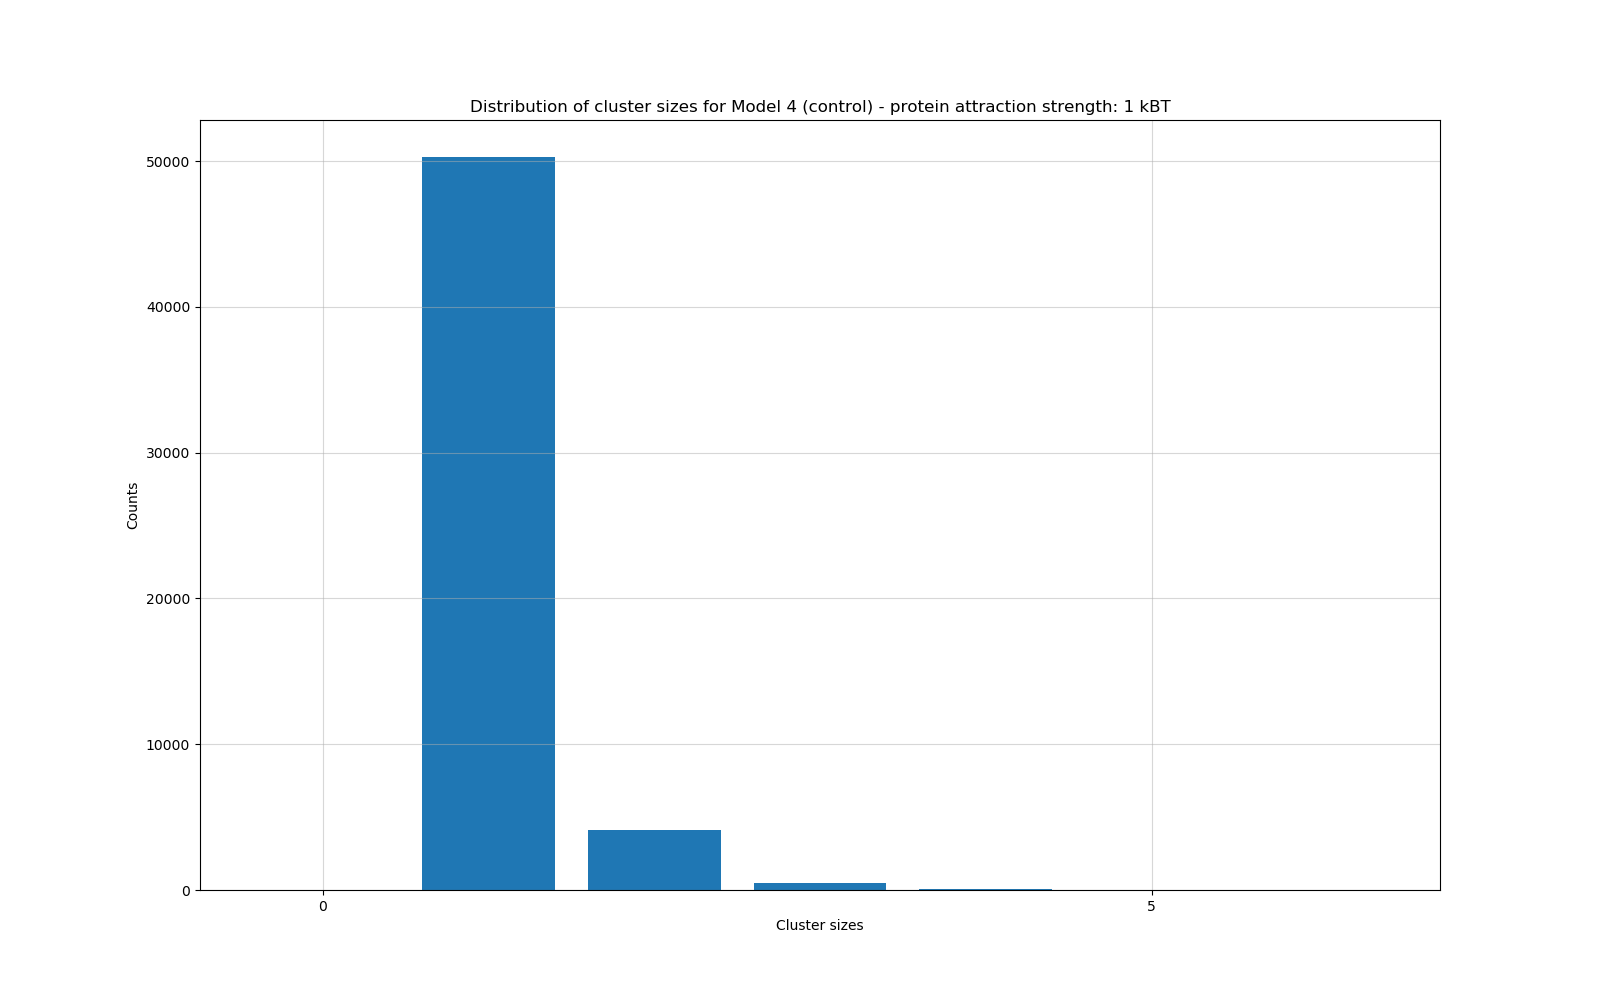 Distribution of cluster sizes for Model 4 (control) - protein attraction strength: 1 kBT
50000
40000
30000
20000
10000
0
Counts
0 5
Cluster sizes